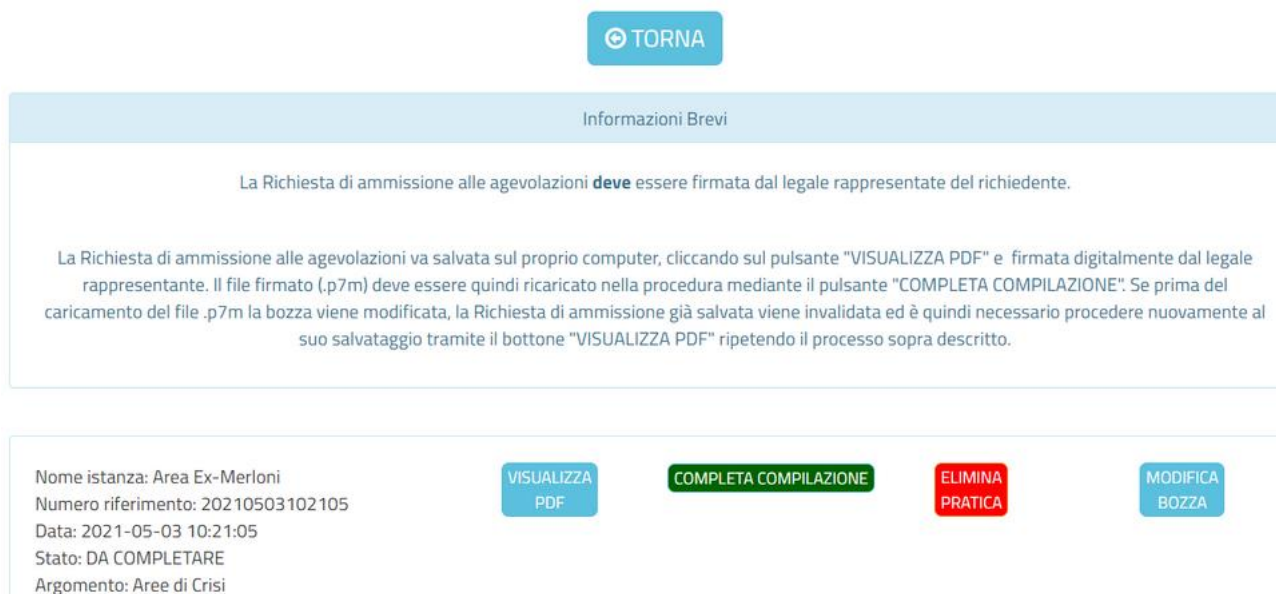 TORNA
Informazioni Brevi
La Richiesta di ammissione alle agevolazioni deve essere firmata dal legale rappresentate del richiedente.
La Richiesta di ammissione alle agevolazioni va salvata sul proprio computer, cliccando sul pulsante "VISUALIZZA PDF" e firmata digitalmente dal legale
rappresentante. Il file firmato (.p7m) deve essere quindi ricaricato nella procedura mediante il pulsante "COMPLETA COMPILAZIONE". Se prima del
caricamento del file .p7m la bozza viene modificata, la Richiesta di ammissione già salvata viene invalidata ed è quindi necessario procedere nuovamente al
suo salvataggio tramite il bottone "VISUALIZZA PDF" ripetendo il processo sopra descritto.
Nome istanza: Area Ex-Merloni
Numero riferimento: 20210503102105
Data: 2021-05-03 10:21:05
Stato: DA COMPLETARE
Argomento: Aree di Crisi
VISUALIZZA
PDF
COMPLETA COMPILAZIONE
ELIMINA
PRATICA
MODIFICA
BOZZA